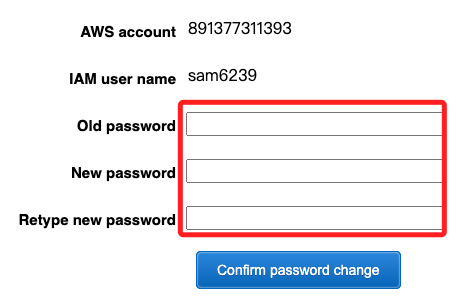 AWS account 891377311393
IAM user name sam6239
Old password
New password
Retype new password
Confirm password change